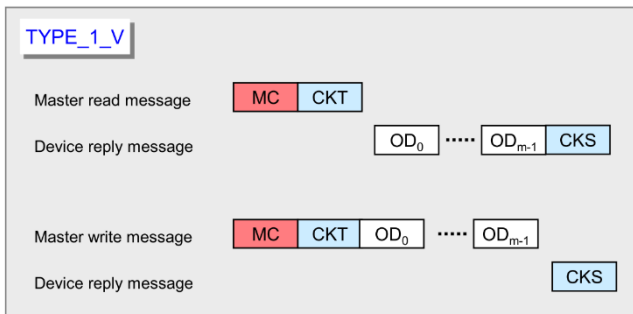 TYPE_1_V
Master read message MC CKT
Device reply message OD0 ..... ODm-1 CKS
Master write message MC CKT OD0 ..... ODm-1
Device reply message CKS